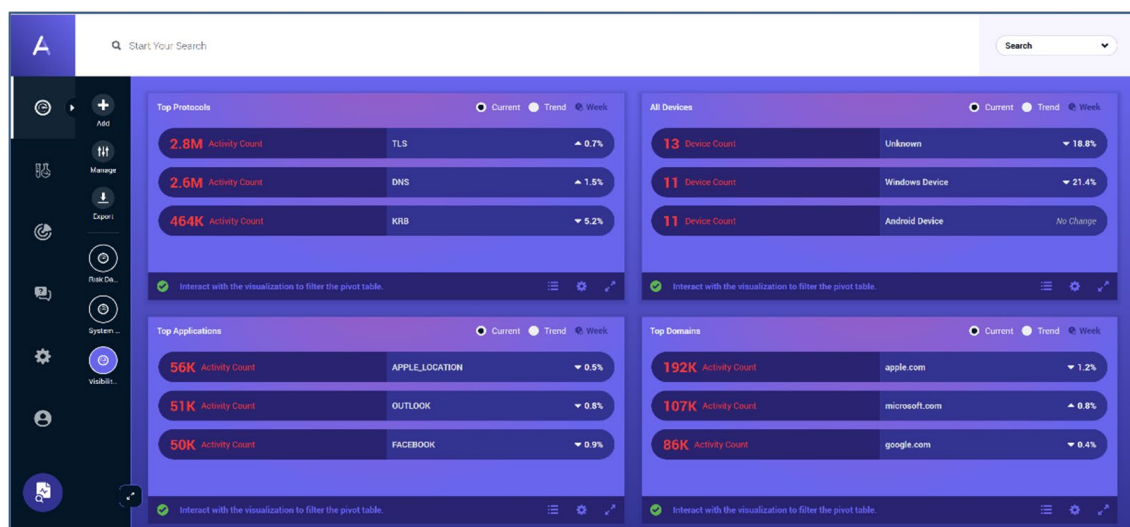 A
Start Your Search
Search
Add
Manage
Export
Risk De...
System ...
Visibilit...
Top Protocols
Current Trend Week
2.8M Activity Count TLS 0.7%
2.6M Activity Count DNS 1.5%
464K Activity Count KRB 5.2%
Interact with the visualization to filter the pivot table.
All Devices
Current Trend Week
13 Device Count Unknown 18.8%
11 Device Count Windows Device 21.4%
11 Device Count Android Device No Change
Interact with the visualization to filter the pivot table.
Top Applications
Current Trend Week
56K Activity Count APPLE_LOCATION 0.5%
51K Activity Count OUTLOOK 0.8%
50K Activity Count FACEBOOK 0.9%
Interact with the visualization to filter the pivot table.
Top Domains
Current Trend Week
192K Activity Count apple.com 1.2%
107K Activity Count microsoft.com 0.8%
86K Activity Count google.com 0.4%
Interact with the visualization to filter the pivot table.